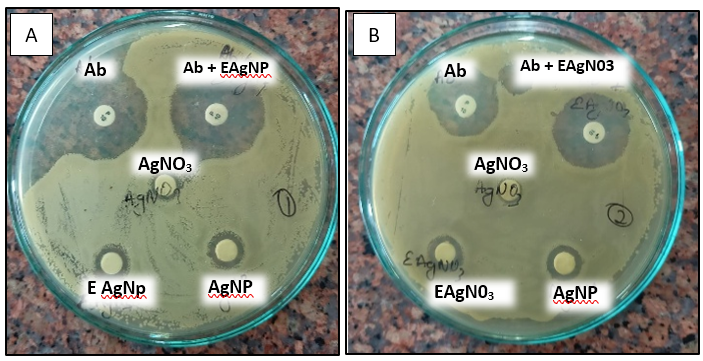 A
Ab
Ab + EAgNP
AgNO₃
AgNO₃
1
E AgNp
AgNP
B
Ab
Ab + EAgN03
EAgNO₃
AgNO₃
AgNO₃
2
EAgNO₃
EAgN0₃
AgNP